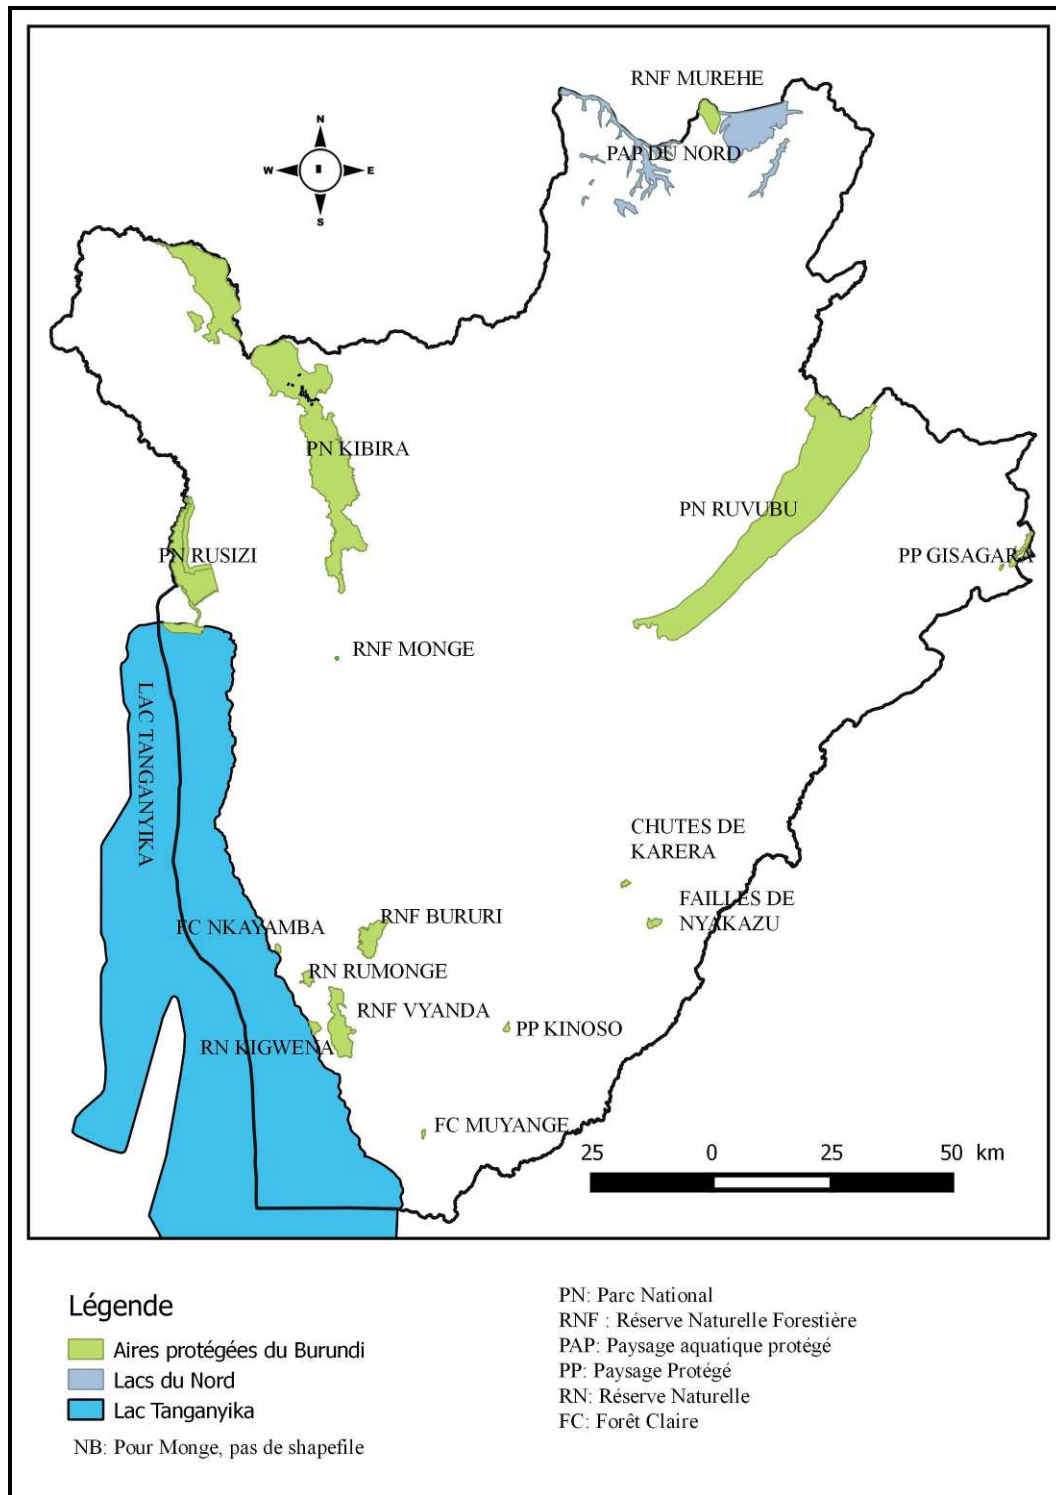 RNF MUREHE
N
W
E
S
PAP DU NORD
PN KIBIRA
PN RUVUBU
PN RUSIZI
PP GISAGARA
RNF MONGE
LAC TANGANYIKA
CHUTES DE
KARERA
FAILLES DE
NYAKAZU
RNF BURURI
FC NKAYAMBA
RN RUMONGE
RNF VYANDA
PP KINOSO
RN KIGWENA
FC MUYANGE
25 0 25 50 km
Légende
Aires protégées du Burundi
Lacs du Nord
Lac Tanganyika
NB: Pour Monge, pas de shapefile
PN: Parc National
RNF : Réserve Naturelle Forestière
PAP: Paysage aquatique protégé
PP: Paysage Protégé
RN: Réserve Naturelle
FC: Forêt Claire